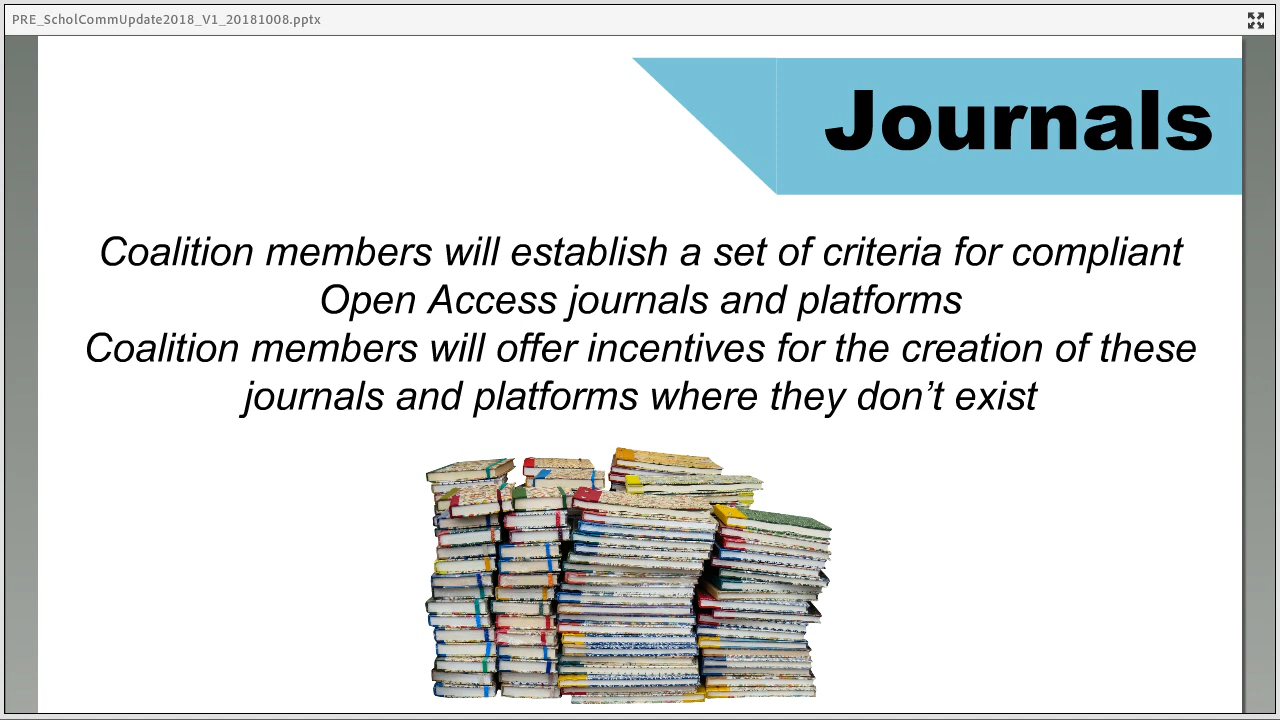 PRE_ScholCommUpdate2018_V1_20181008.pptx
Journals
Coalition members will establish a set of criteria for compliant
Open Access journals and platforms
Coalition members will offer incentives for the creation of these
journals and platforms where they don’t exist